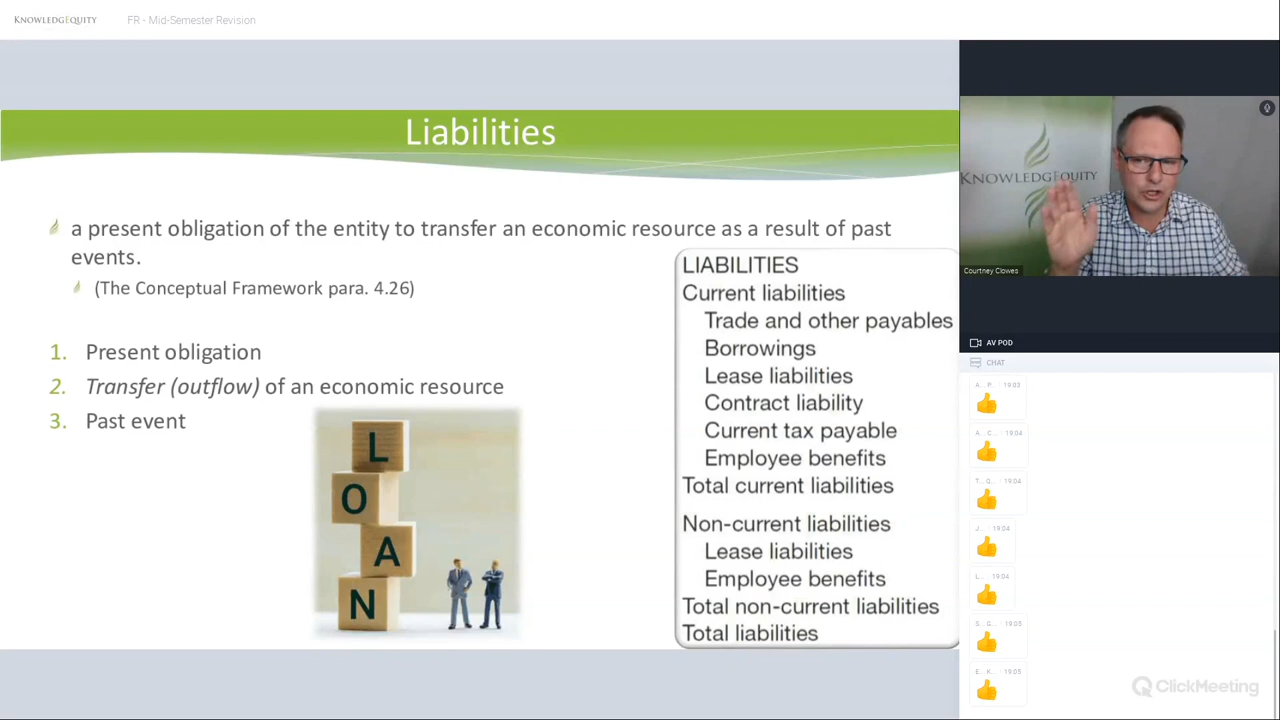 KNOWLEDGEQUITY FR - Mid-Semester Revision
Liabilities
a present obligation of the entity to transfer an economic resource as a result of past
events.
(The Conceptual Framework para. 4.26)
1. Present obligation
2. Transfer (outflow) of an economic resource
3. Past event
L
O
A
N
LIABILITIES
Current liabilities
Trade and other payables
Borrowings
Lease liabilities
Contract liability
Current tax payable
Employee benefits
Total current liabilities
Non-current liabilities
Lease liabilities
Employee benefits
Total non-current liabilities
Total liabilities
KNOWLEDGEQUITY
Courtney Clowes
AV POD
CHAT
A... P... 19:03
A... C... 19:04
T... Q... 19:04
J... 19:04
L... 19:04
S... G... 19:05
E... K... 19:05
ClickMeeting